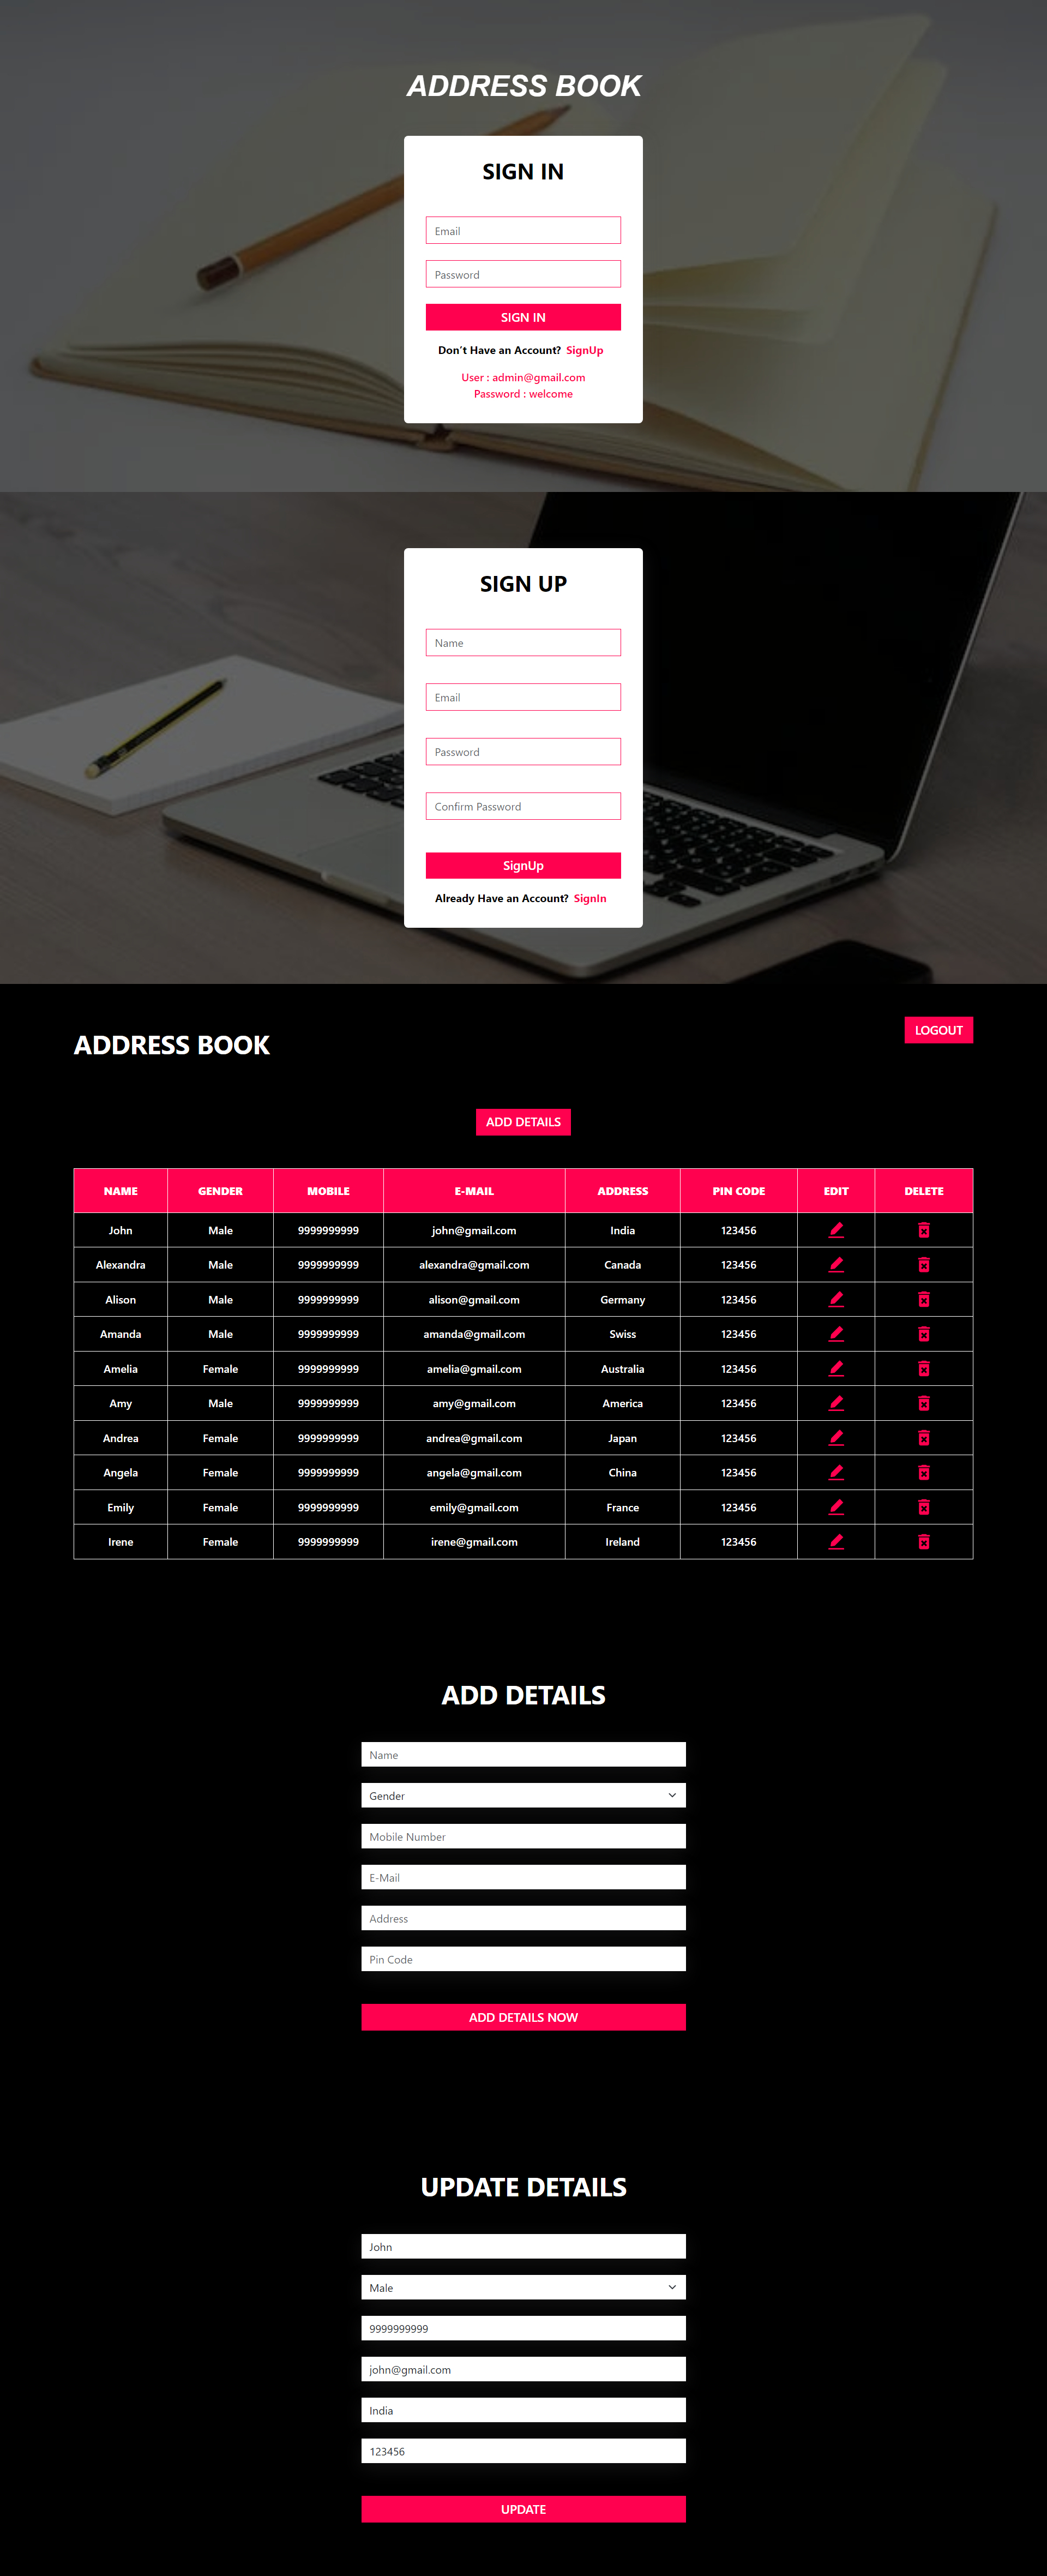 ADDRESS BOOK
SIGN IN
Email
Password
SIGN IN
Don't Have an Account? SignUp
User : admin@gmail.com
Password : welcome
SIGN UP
Name
Email
Password
Confirm Password
SignUp
Already Have an Account? SignIn
ADDRESS BOOK
LOGOUT
ADD DETAILS
NAME GENDER MOBILE E-MAIL ADDRESS PIN CODE EDIT DELETE
John Male 9999999999 john@gmail.com India 123456
Alexandra Male 9999999999 alexandra@gmail.com Canada 123456
Alison Male 9999999999 alison@gmail.com Germany 123456
Amanda Male 9999999999 amanda@gmail.com Swiss 123456
Amelia Female 9999999999 amelia@gmail.com Australia 123456
Amy Male 9999999999 amy@gmail.com America 123456
Andrea Female 9999999999 andrea@gmail.com Japan 123456
Angela Female 9999999999 angela@gmail.com China 123456
Emily Female 9999999999 emily@gmail.com France 123456
Irene Female 9999999999 irene@gmail.com Ireland 123456
ADD DETAILS
Name
Gender
Mobile Number
E-Mail
Address
Pin Code
ADD DETAILS NOW
UPDATE DETAILS
John
Male
9999999999
john@gmail.com
India
123456
UPDATE